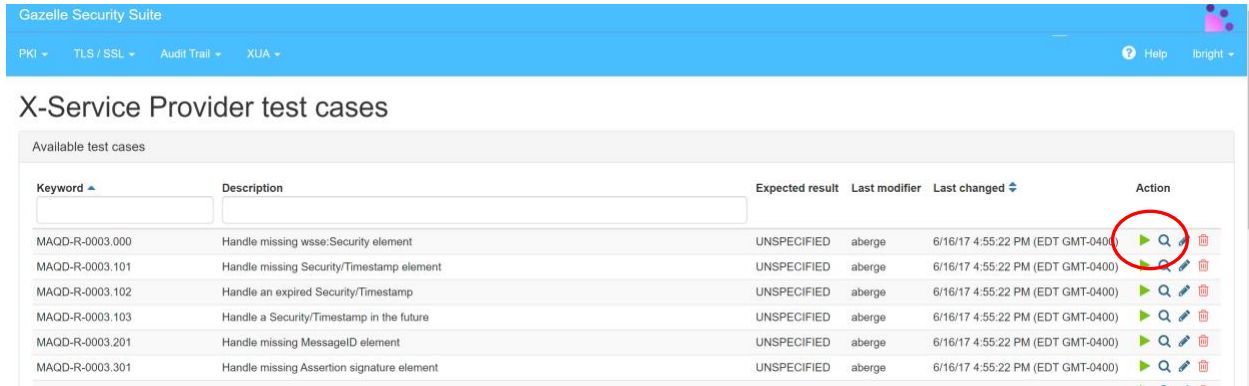 Gazelle Security Suite
PKI TLS / SSL Audit Trail XUA Help lbright
X-Service Provider test cases
Available test cases
Keyword Description Expected result Last modifier Last changed Action
MAQD-R-0003.000 Handle missing wsse:Security element UNSPECIFIED aberge 6/16/17 4:55:22 PM (EDT GMT-0400)
MAQD-R-0003.101 Handle missing Security/Timestamp element UNSPECIFIED aberge 6/16/17 4:55:22 PM (EDT GMT-0400)
MAQD-R-0003.102 Handle an expired Security/Timestamp UNSPECIFIED aberge 6/16/17 4:55:22 PM (EDT GMT-0400)
MAQD-R-0003.103 Handle a Security/Timestamp in the future UNSPECIFIED aberge 6/16/17 4:55:22 PM (EDT GMT-0400)
MAQD-R-0003.201 Handle missing MessageID element UNSPECIFIED aberge 6/16/17 4:55:22 PM (EDT GMT-0400)
MAQD-R-0003.301 Handle missing Assertion signature element UNSPECIFIED aberge 6/16/17 4:55:22 PM (EDT GMT-0400)